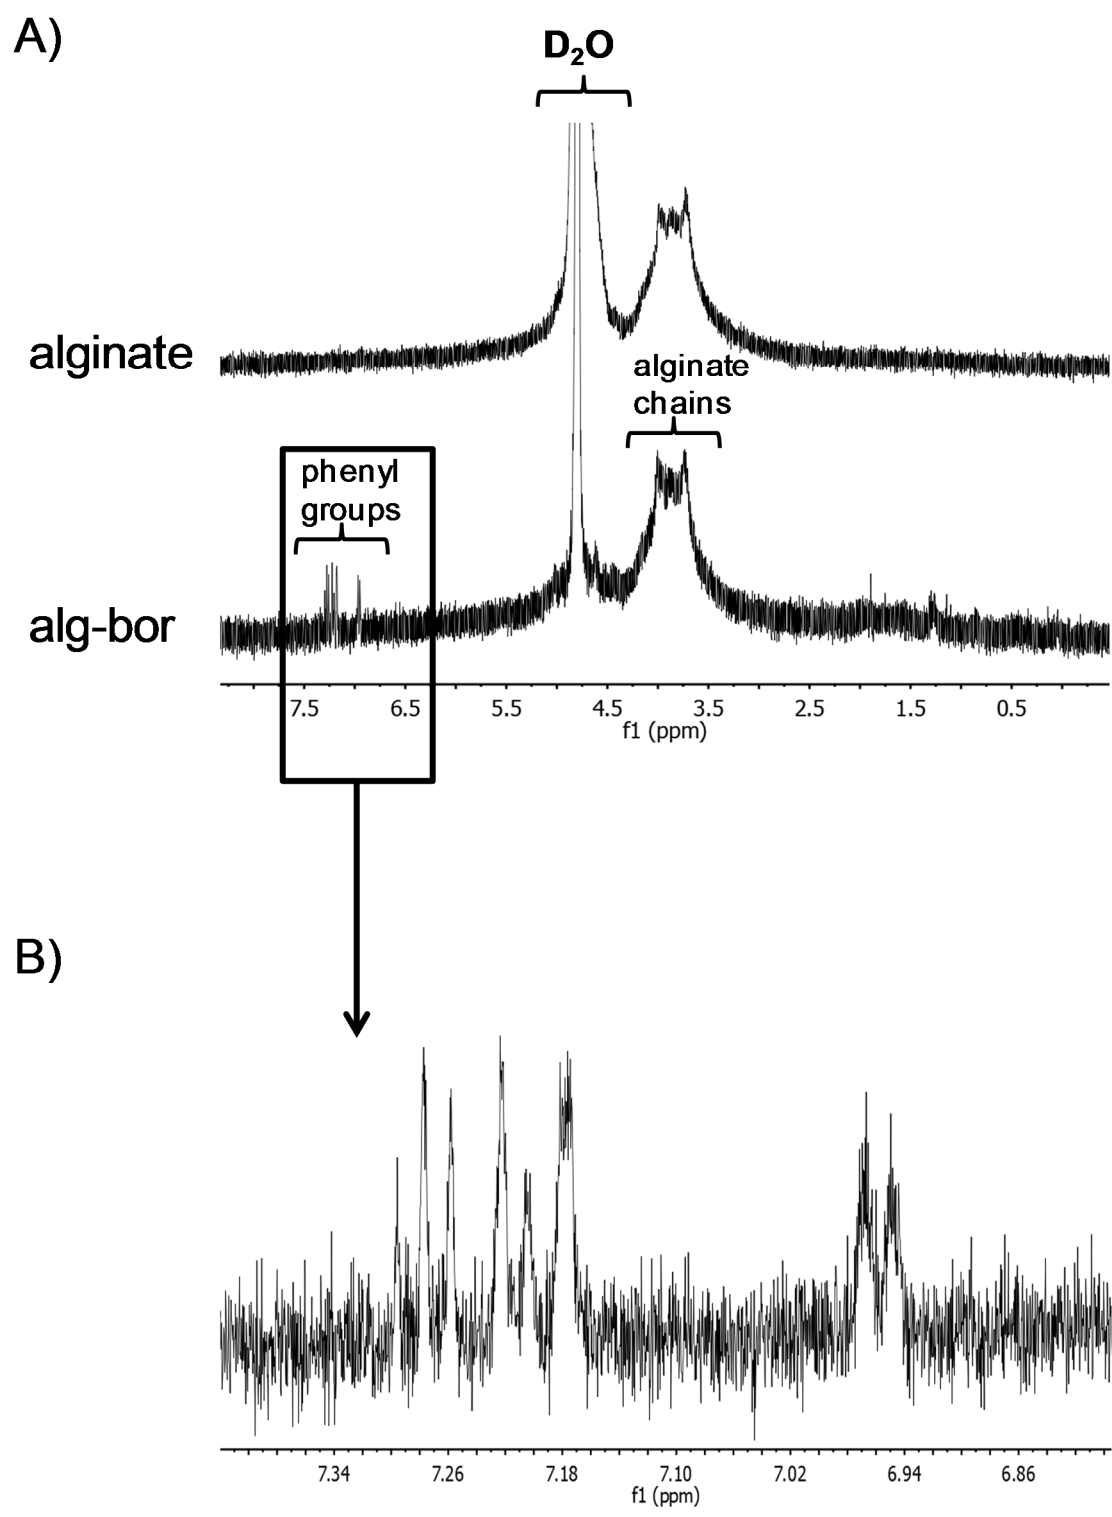 A)
D₂O
alginate
alginate
chains
phenyl
groups
alg-bor
7.5 6.5 5.5 4.5 3.5 2.5 1.5 0.5
f1 (ppm)
B)
7.34 7.26 7.18 7.10 7.02 6.94 6.86
f1 (ppm)